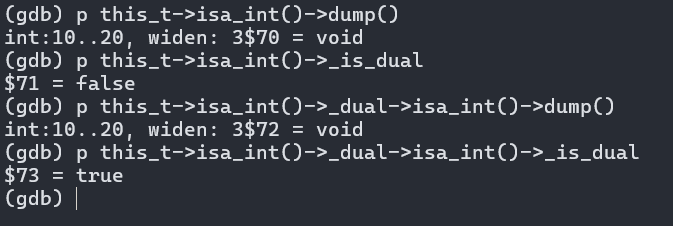 (gdb) p this_t->isa_int()->dump()
int:10..20, widen: 3$70 = void
(gdb) p this_t->isa_int()->_is_dual
$71 = false
(gdb) p this_t->isa_int()->_dual->isa_int()->dump()
int:10..20, widen: 3$72 = void
(gdb) p this_t->isa_int()->_dual->isa_int()->_is_dual
$73 = true
(gdb)